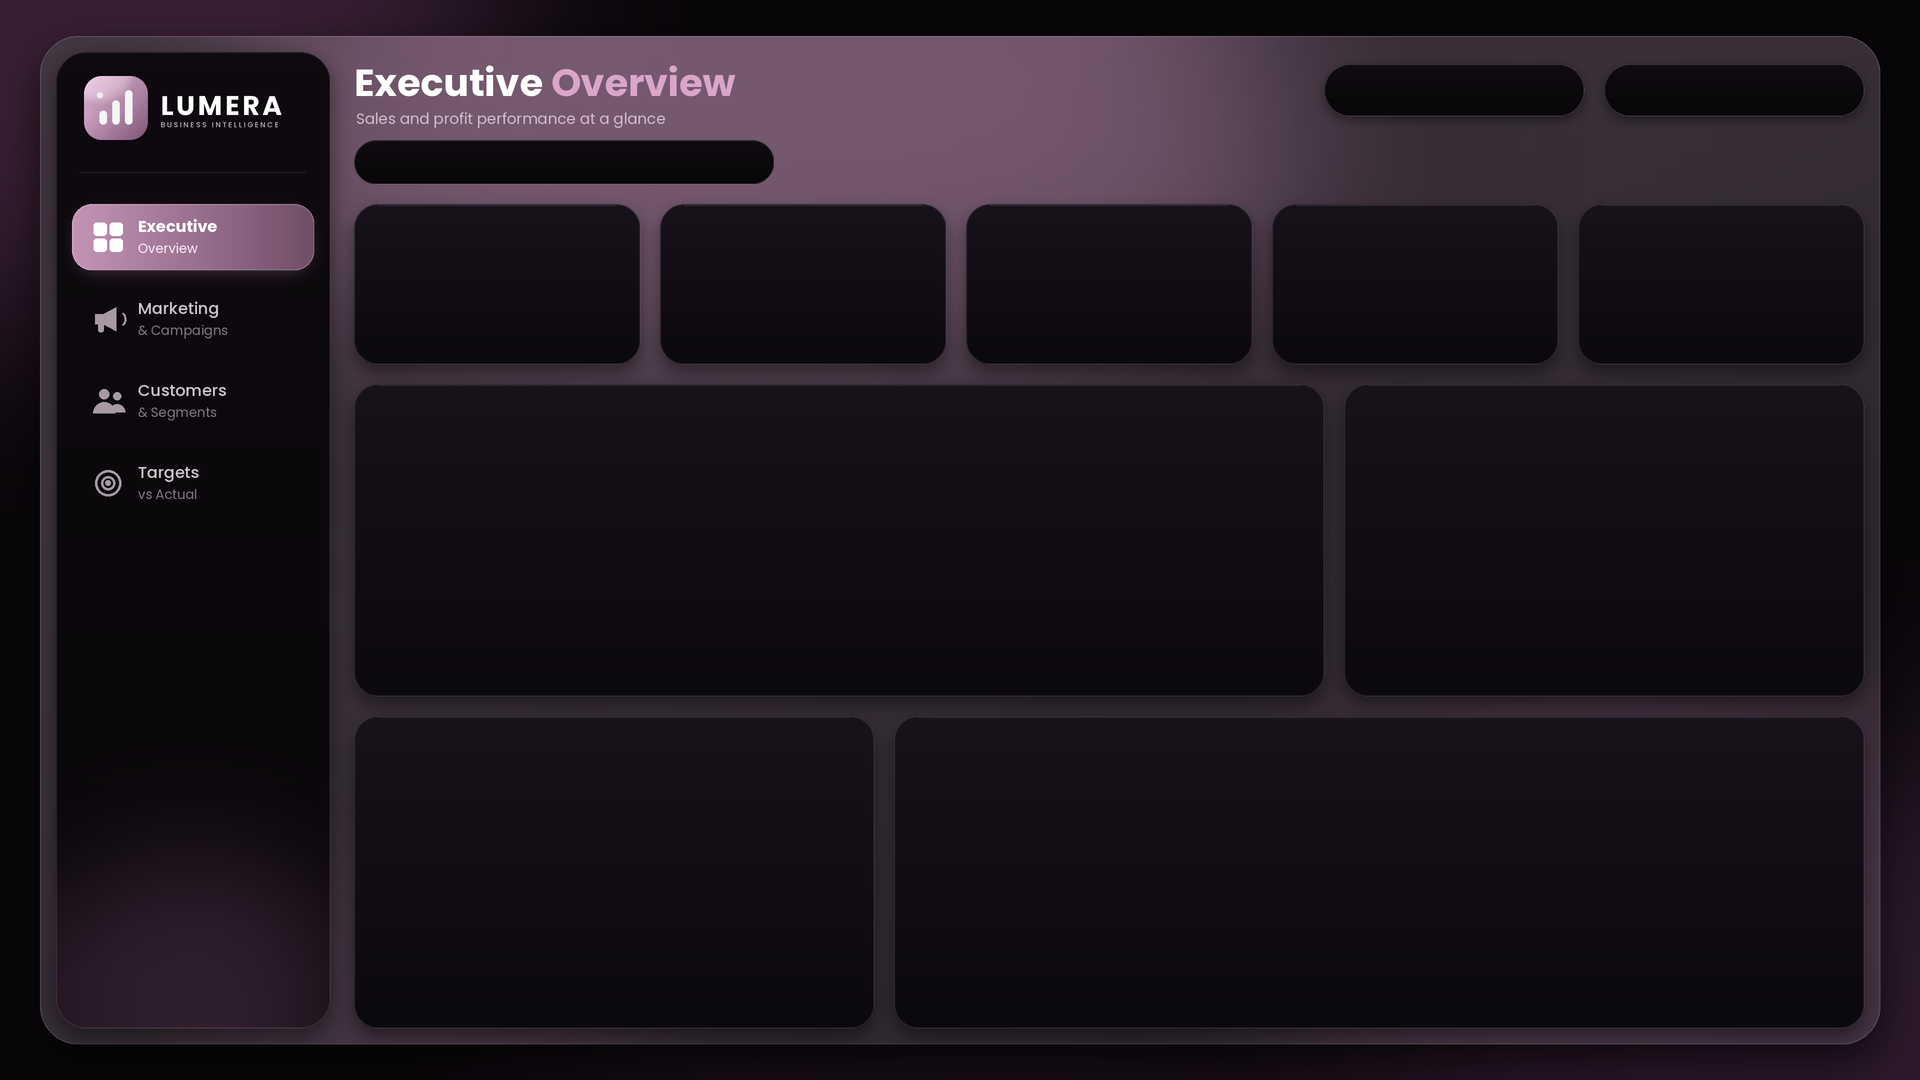 LUMERA
BUSINESS INTELLIGENCE
Executive
Overview
Marketing
& Campaigns
Customers
& Segments
Targets
vs Actual
Executive Overview
Sales and profit performance at a glance